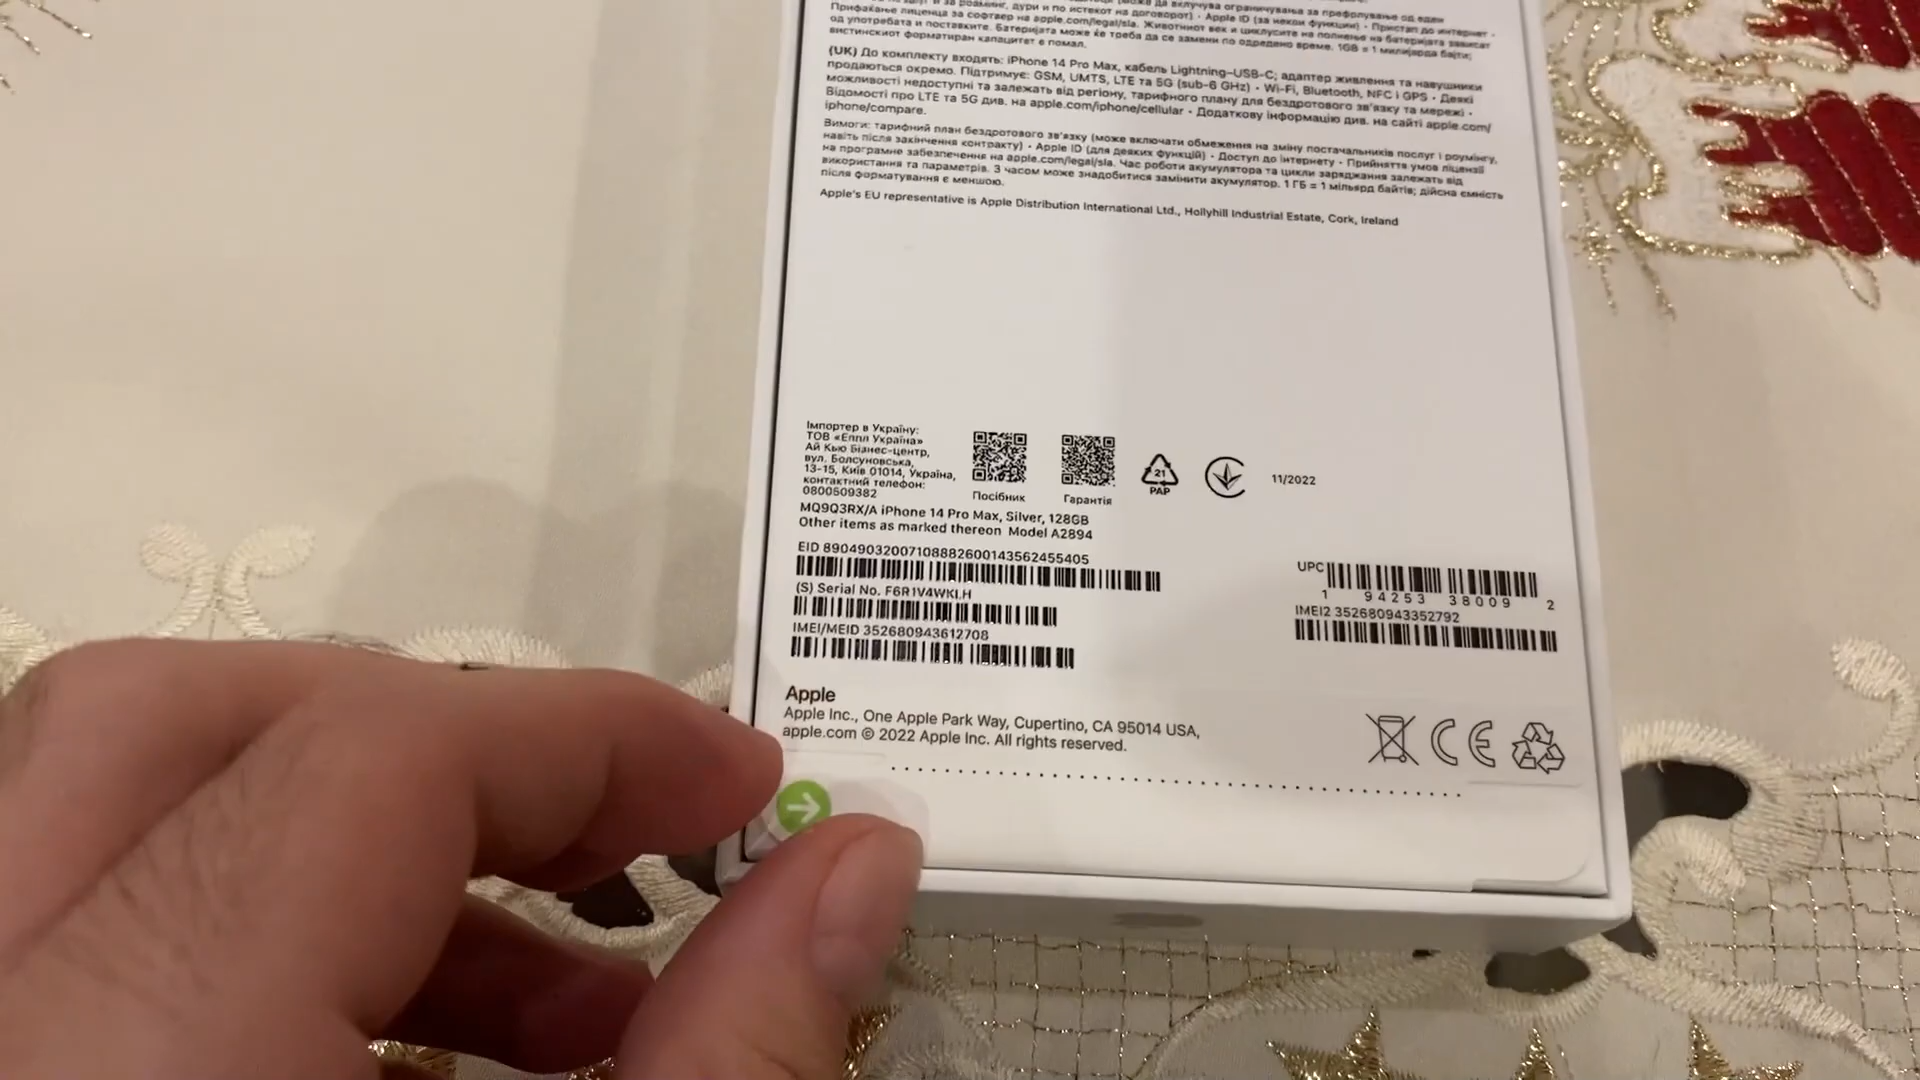 Прифаќање лиценца за софтвер на apple.com/legal/sla. Животниот век и циклусите на полнење на батеријата зависат
од употребата и поставките. Батеријата може ќе треба да се замени по одредено време. 1GB = 1 милијарда бајти;
вистинскиот форматиран капацитет е помал.
(UK) До комплекту входять: iPhone 14 Pro Max, кабель Lightning–USB-C; адаптер живлення та навушники
продаються окремо. Підтримує: GSM, UMTS, LTE та 5G (sub-6 GHz) • Wi-Fi, Bluetooth, NFC і GPS • Деякі
можливості недоступні та залежать від регіону, тарифного плану для бездротового зв'язку та мережі •
Відомості про LTE та 5G див. на apple.com/iphone/cellular • Додаткову інформацію див. на сайті apple.com/
iphone/compare.
Вимоги: тарифний план бездротового зв'язку (може включати обмеження на зміну постачальників послуг і роумінгу,
навіть після закінчення контракту) • Apple ID (для деяких функцій) • Доступ до інтернету • Прийняття умов ліцензії
на програмне забезпечення на apple.com/legal/sla. Час роботи акумулятора та цикли заряджання залежать від
використання та параметрів. З часом може знадобитися замінити акумулятор. 1 ГБ = 1 мільярд байтів; дійсна ємність
після форматування є меншою.
Apple's EU representative is Apple Distribution International Ltd., Hollyhill Industrial Estate, Cork, Ireland
Імпортер в Україну:
ТОВ «Еппл Україна»
Ай Кью Бізнес-центр,
вул. Болсуновська,
13-15, Київ 01014, Україна,
контактний телефон:
0800509382
Посібник
Гарантія
21
PAP
11/2022
MQ9Q3RX/A iPhone 14 Pro Max, Silver, 128GB
Other items as marked thereon Model A2894
EID 89049032007108882600143562455405
(S) Serial No. F6R1V4WKLH
IMEI/MEID 352680943612708
UPC
1 94253 38009 2
IMEI2 352680943352792
Apple
Apple Inc., One Apple Park Way, Cupertino, CA 95014 USA,
apple.com © 2022 Apple Inc. All rights reserved.
CE